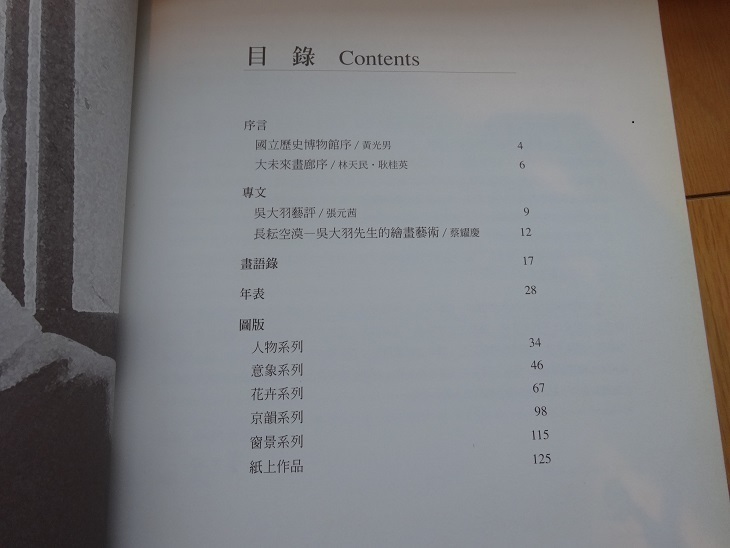 目 錄 Contents
序言
國立歷史博物館序 / 黃光男 4
大未來畫廊序 / 林天民・耿桂英 6
專文
吳大羽藝評 / 張元茜 9
長耘空漠—吳大羽先生的繪畫藝術 / 蔡耀慶 12
畫語錄 17
年表 28
圖版
人物系列 34
意象系列 46
花卉系列 67
京韻系列 98
窗景系列 115
紙上作品 125